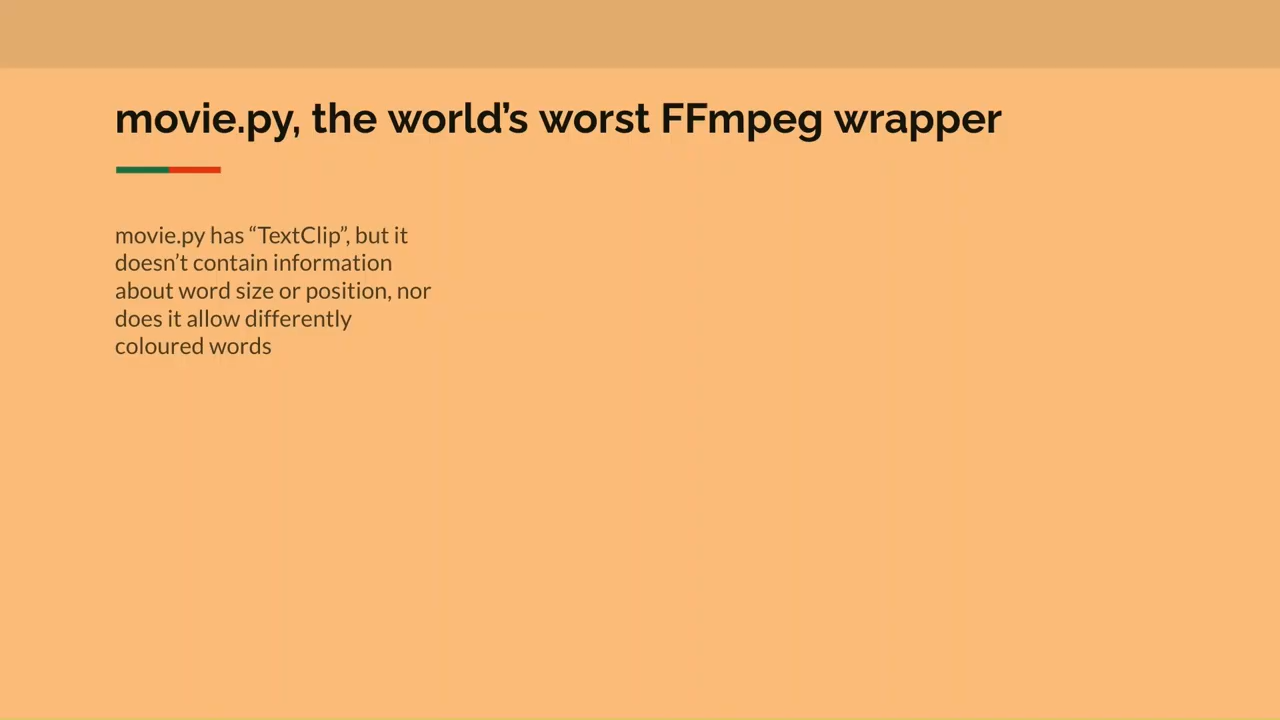 movie.py, the world’s worst FFmpeg wrapper
movie.py has “TextClip”, but it
doesn’t contain information
about word size or position, nor
does it allow differently
coloured words